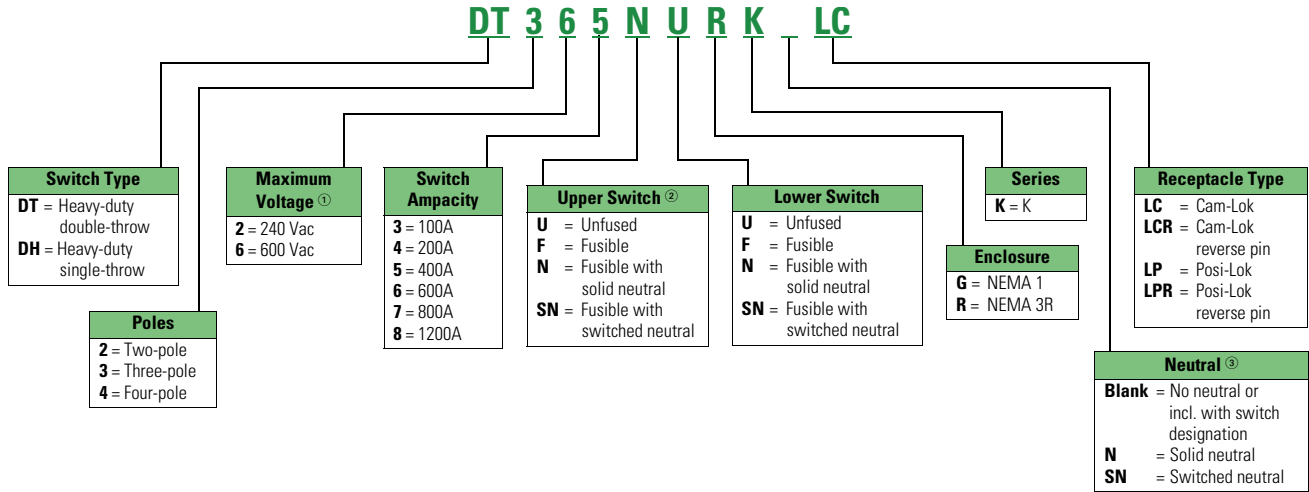 DT 3 6 5 N U R K _ LC
Switch Type
DT = Heavy-duty
double-throw
DH = Heavy-duty
single-throw
Poles
2 = Two-pole
3 = Three-pole
4 = Four-pole
Maximum
Voltage ①
2 = 240 Vac
6 = 600 Vac
Switch
Ampacity
3 = 100A
4 = 200A
5 = 400A
6 = 600A
7 = 800A
8 = 1200A
Upper Switch ②
U = Unfused
F = Fusible
N = Fusible with
solid neutral
SN = Fusible with
switched neutral
Lower Switch
U = Unfused
F = Fusible
N = Fusible with
solid neutral
SN = Fusible with
switched neutral
Enclosure
G = NEMA 1
R = NEMA 3R
Series
K = K
Neutral ③
Blank = No neutral or
incl. with switch
designation
N = Solid neutral
SN = Switched neutral
Receptacle Type
LC = Cam-Lok
LCR = Cam-Lok
reverse pin
LP = Posi-Lok
LPR = Posi-Lok
reverse pin